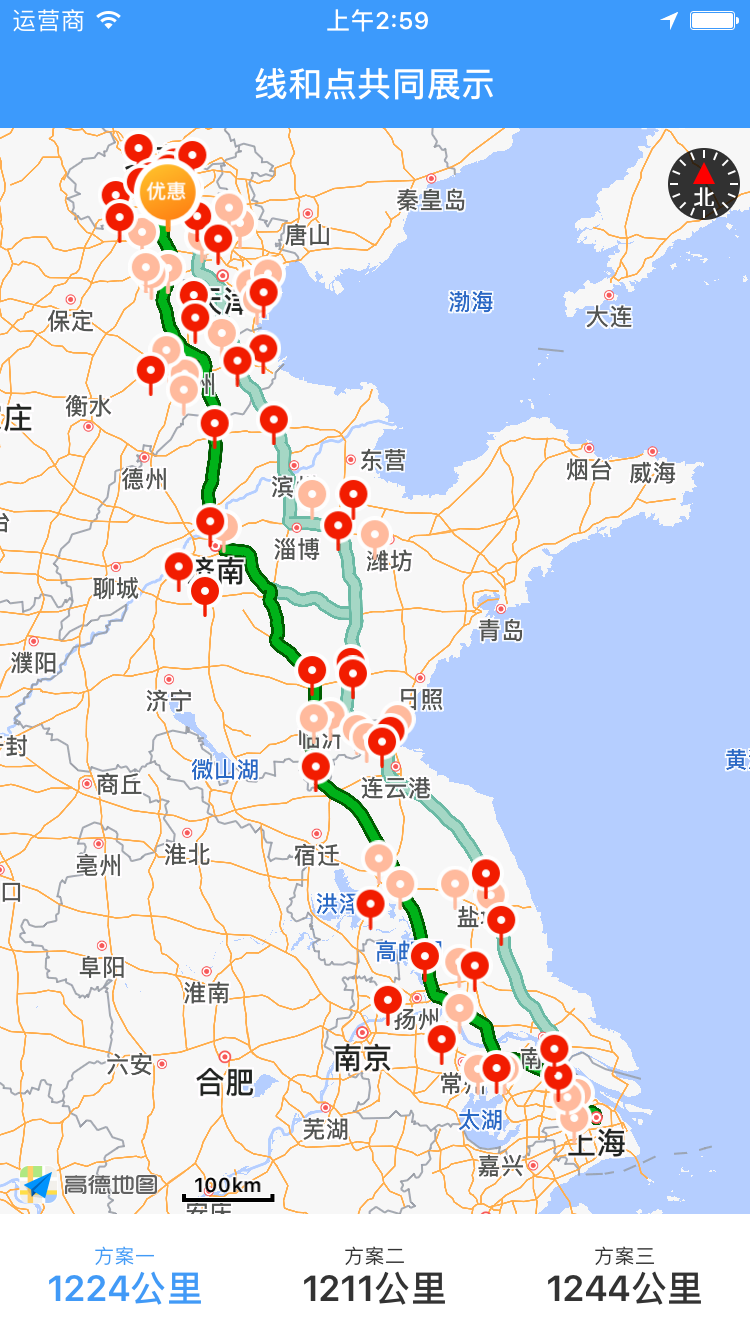 运营商
上午2:59
线和点共同展示
北
优惠
秦皇岛
唐山
渤海
大连
保定
天津
庄
衡水
州
东营
德州
滨
烟台
威海
淄博
潍坊
济南
聊城
青岛
濮阳
济宁
日照
临沂
封
微山湖
黄
商丘
连云港
宿迁
淮北
亳州
口
洪泽
盐
高邮
阜阳
淮南
扬州
南京
南
六安
合肥
常州
太湖
芜湖
上海
嘉兴
高德地图
100km
安庆
方案一
方案二
方案三
1224公里
1211公里
1244公里